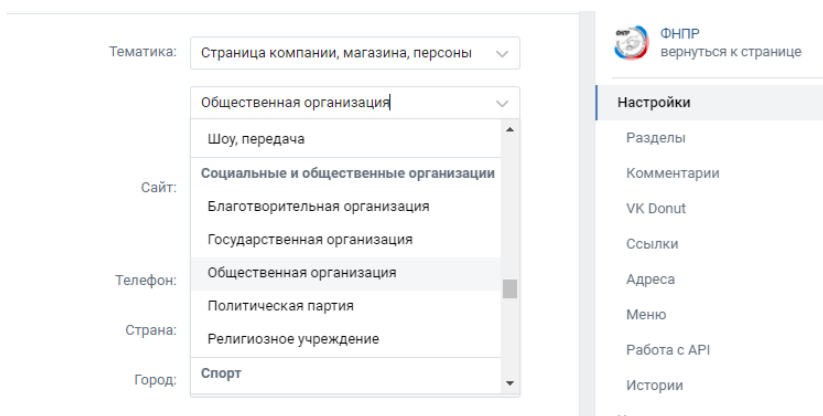 Тематика:
Страница компании, магазина, персоны
Общественная организация
Шоу, передача
Социальные и общественные организации
Сайт:
Благотворительная организация
Государственная организация
Общественная организация
Телефон:
Политическая партия
Страна:
Религиозное учреждение
Город:
Спорт
ФНПР
вернуться к странице
Настройки
Разделы
Комментарии
VK Donut
Ссылки
Адреса
Меню
Работа с API
Истории